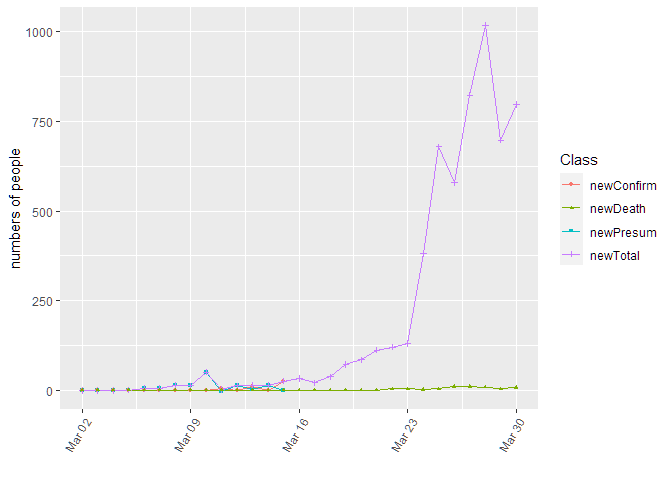 1000
750
500
250
0
numbers of people
Mar 02
Mar 09
Mar 16
Mar 23
Mar 30
Class
newConfirm
newDeath
newPresum
newTotal